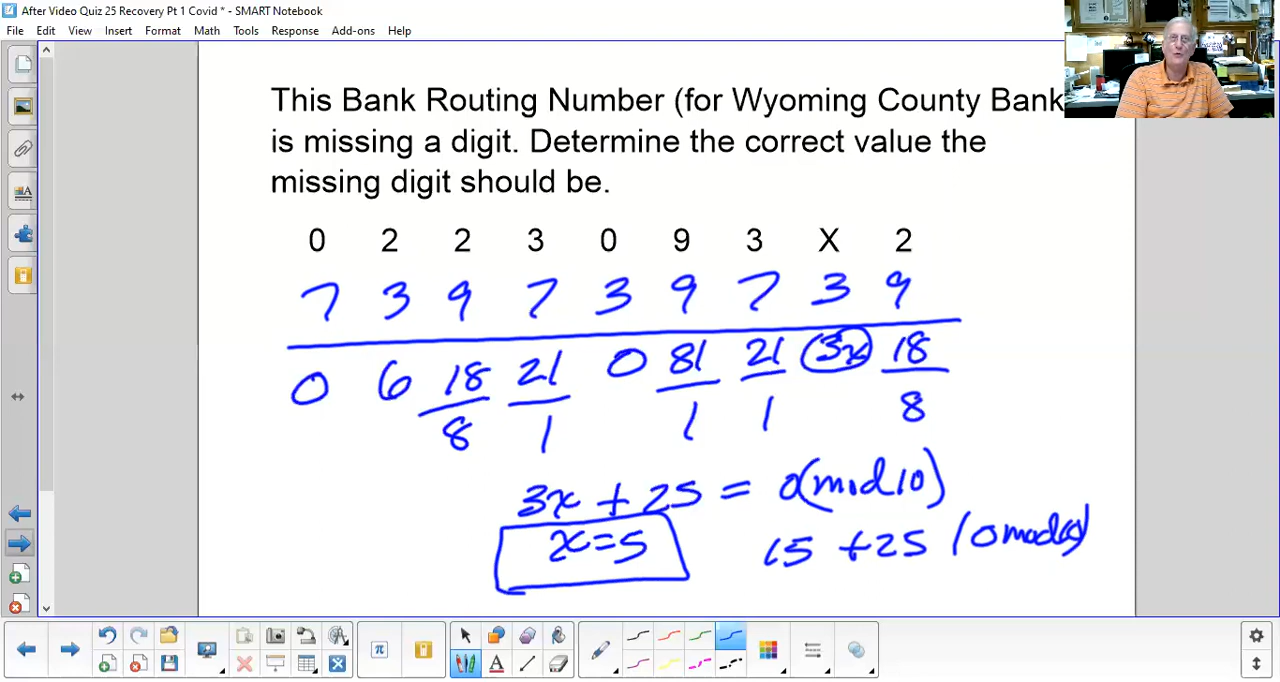 After Video Quiz 25 Recovery Pt 1 Covid * - SMART Notebook
File Edit View Insert Format Math Tools Response Add-ons Help
This Bank Routing Number (for Wyoming County Bank
is missing a digit. Determine the correct value the
missing digit should be.
0 2 2 3 0 9 3 X 2
7 3 9 7 3 9 7 3 9
0 6 18 21 0 81 21 3x 18
8 1 1 1 8
3x + 25 = 0(mod 10)
x=5 15 +25 (0 mod10)